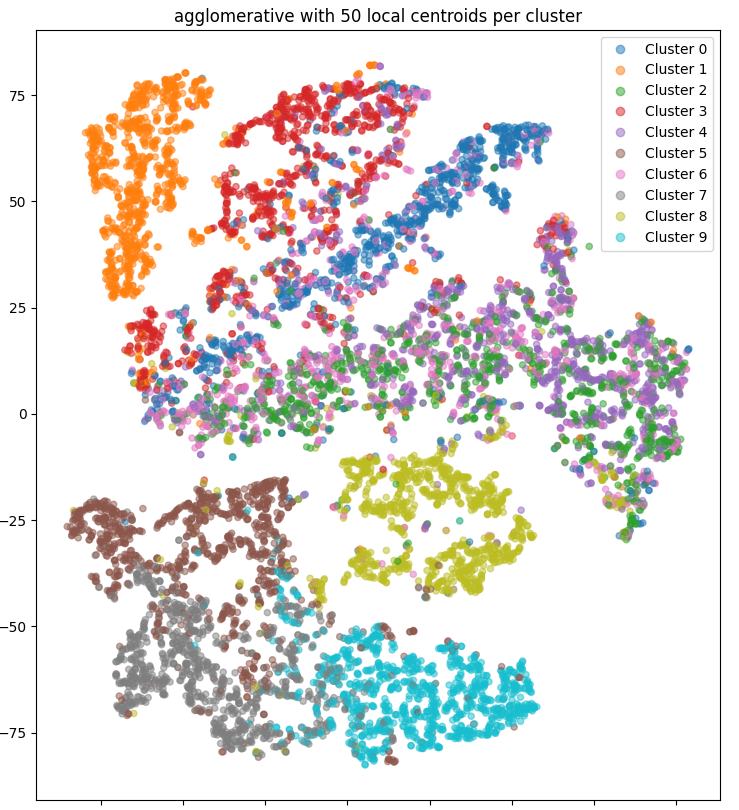 agglomerative with 50 local centroids per cluster
Cluster 0
Cluster 1
Cluster 2
Cluster 3
Cluster 4
Cluster 5
Cluster 6
Cluster 7
Cluster 8
Cluster 9
75
50
25
0
−25
−50
−75